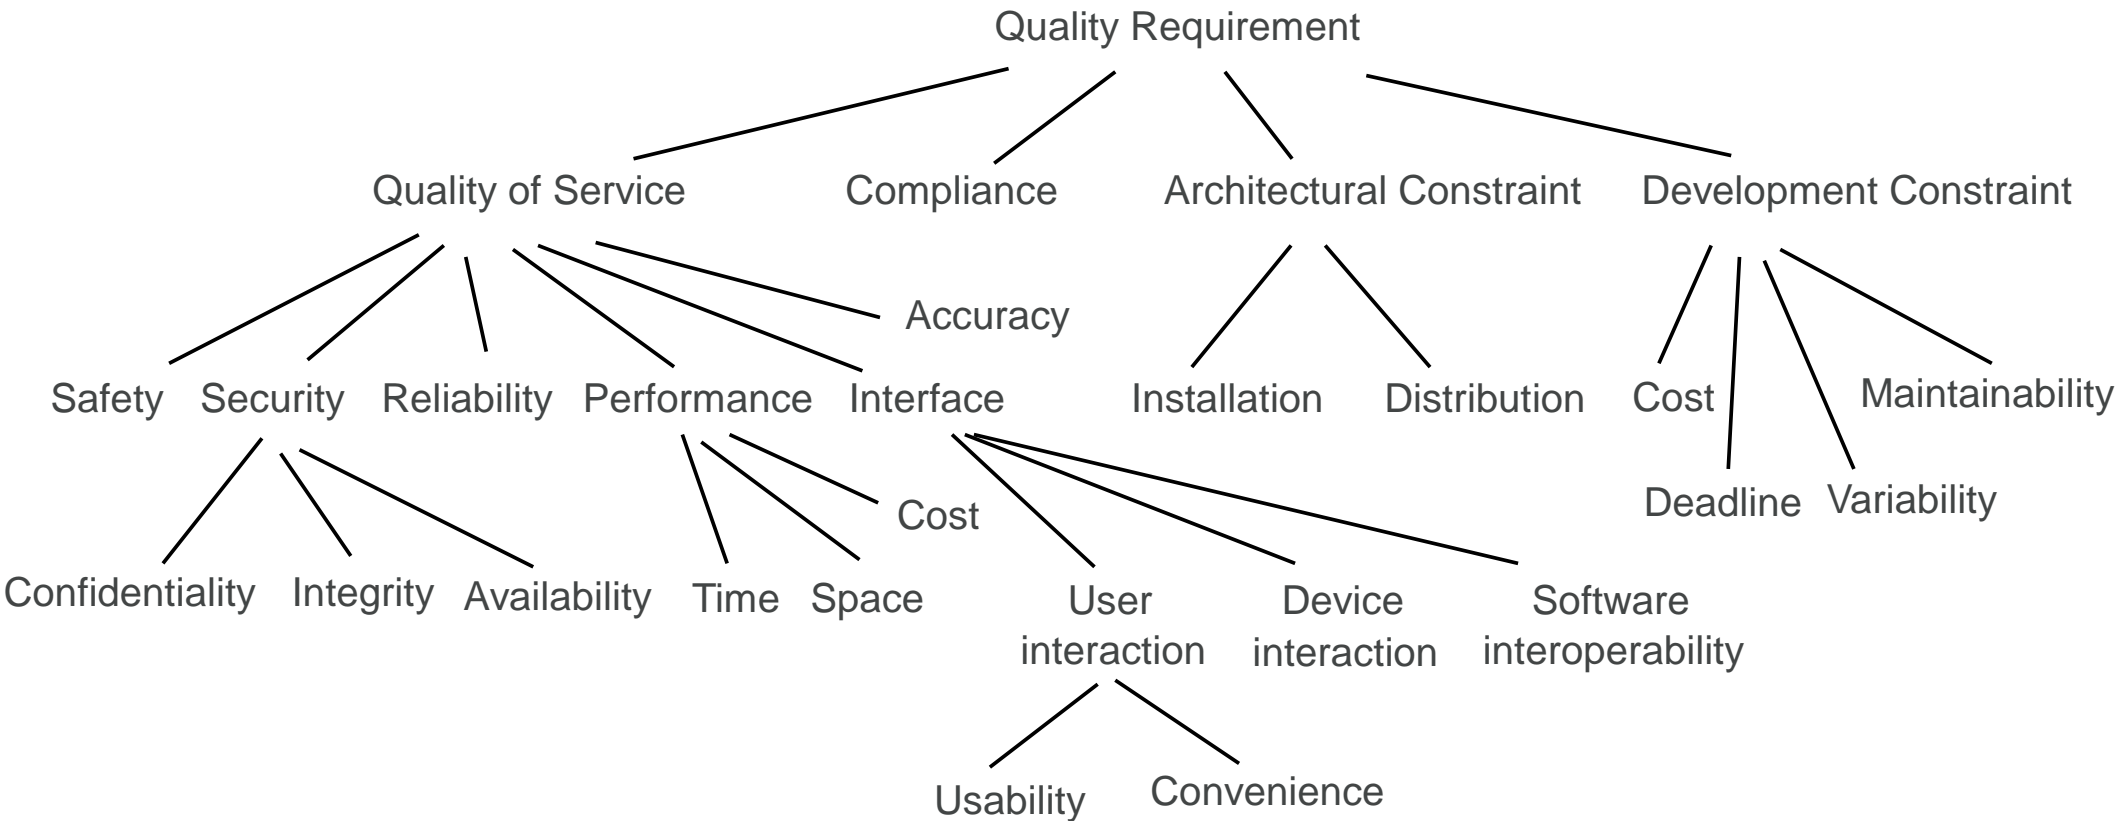 Quality Requirement
Quality of Service
Compliance
Architectural Constraint
Development Constraint
Accuracy
Safety
Security
Reliability
Performance
Interface
Installation
Distribution
Cost
Maintainability
Cost
Deadline
Variability
Confidentiality
Integrity
Availability
Time
Space
User
interaction
Device
interaction
Software
interoperability
Usability
Convenience